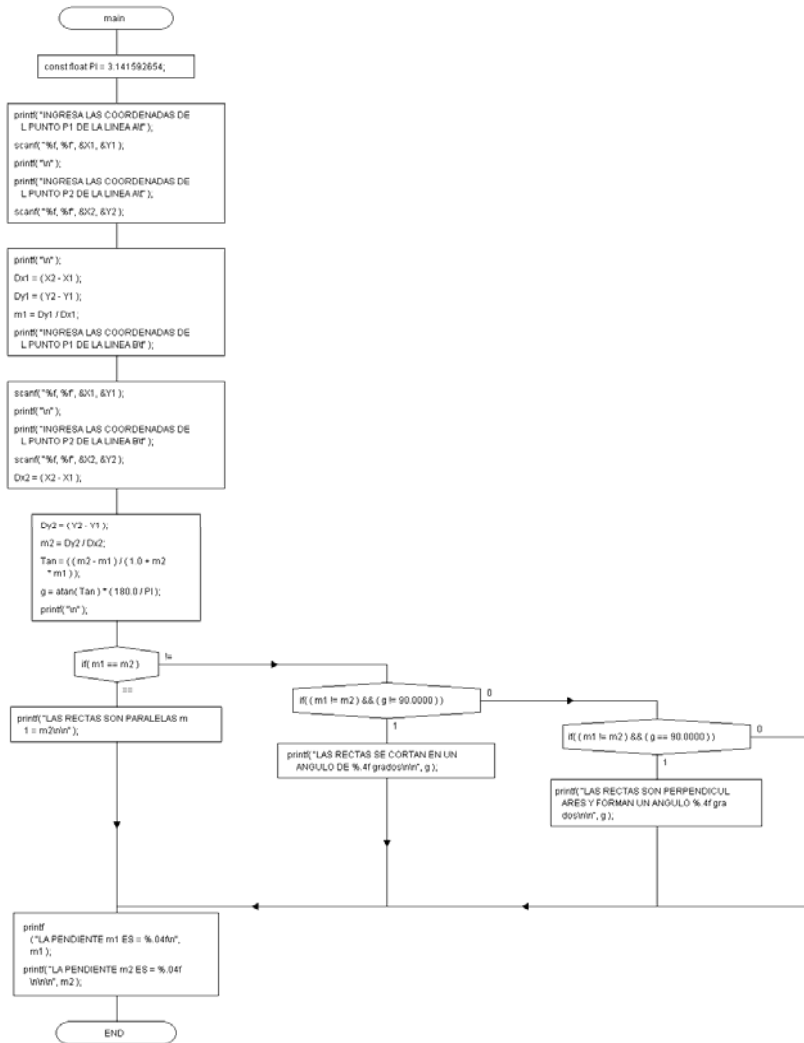 main
const float PI = 3.141592654;
printf( "INGRESA LAS COORDENADAS DE
L PUNTO P1 DE LA LINEA A\t" );
scanf( "%f, %f", &X1, &Y1 );
printf( "\n" );
printf( "INGRESA LAS COORDENADAS DE
L PUNTO P2 DE LA LINEA A\t" );
scanf( "%f, %f", &X2, &Y2 );
printf( "\n" );
Dx1 = ( X2 - X1 );
Dy1 = ( Y2 - Y1 );
m1 = Dy1 / Dx1;
printf( "INGRESA LAS COORDENADAS DE
L PUNTO P1 DE LA LINEA B\t" );
scanf( "%f, %f", &X1, &Y1 );
printf( "\n" );
printf( "INGRESA LAS COORDENADAS DE
L PUNTO P2 DE LA LINEA B\t" );
scanf( "%f, %f", &X2, &Y2 );
Dx2 = ( X2 - X1 );
Dy2 = ( Y2 - Y1 );
m2 = Dy2 / Dx2;
Tan = ( ( m2 - m1 ) / ( 1.0 + m2
* m1 ) );
g = atan( Tan ) * ( 180.0 / PI );
printf( "\n" );
if( m1 == m2 )
!=
==
printf( "LAS RECTAS SON PARALELAS m
1 = m2\n\n" );
if( ( m1 != m2 ) && ( g != 90.0000 ) )
0
1
printf( "LAS RECTAS SE CORTAN EN UN
ANGULO DE %.4f grados\n\n", g );
if( ( m1 != m2 ) && ( g == 90.0000 ) )
0
1
printf( "LAS RECTAS SON PERPENDICUL
ARES Y FORMAN UN ANGULO %.4f gra
dos\n\n", g );
printf
( "LA PENDIENTE m1 ES = %.04f\n",
m1 );
printf( "LA PENDIENTE m2 ES = %.04f
\n\n\n", m2 );
END